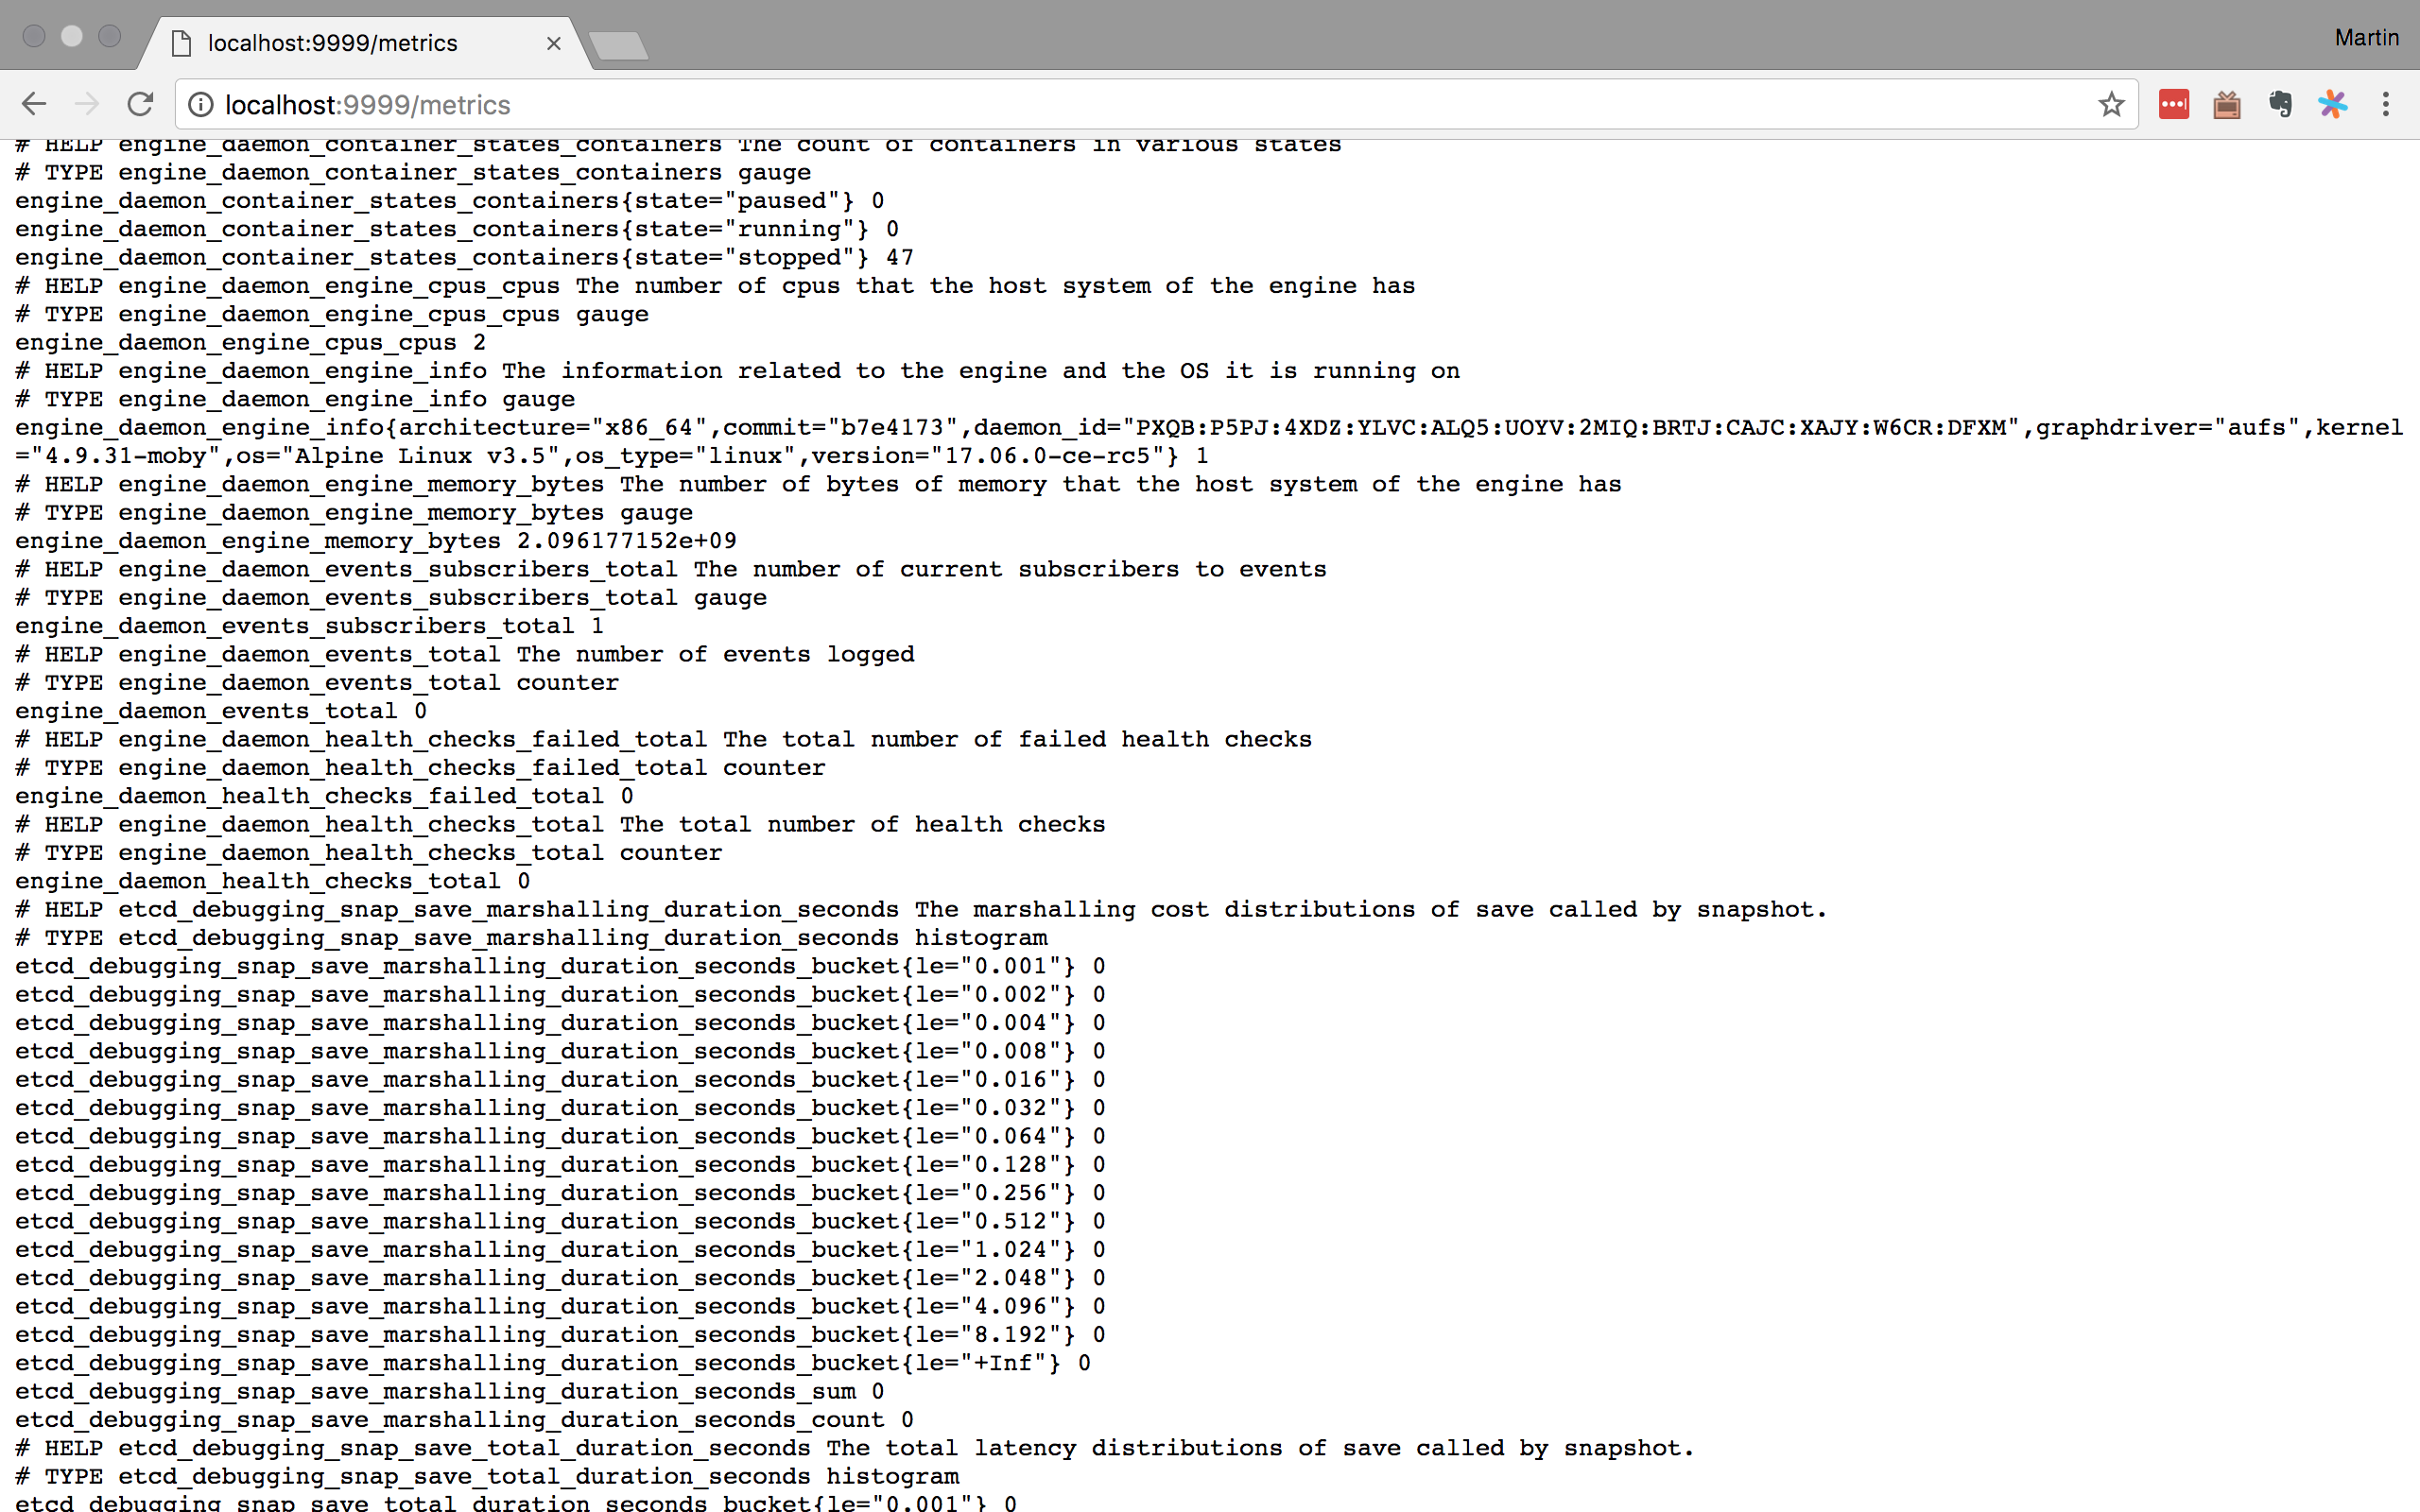 localhost:9999/metrics
Martin
localhost:9999/metrics
# HELP engine_daemon_container_states_containers The count of containers in various states
# TYPE engine_daemon_container_states_containers gauge
engine_daemon_container_states_containers{state="paused"} 0
engine_daemon_container_states_containers{state="running"} 0
engine_daemon_container_states_containers{state="stopped"} 47
# HELP engine_daemon_engine_cpus_cpus The number of cpus that the host system of the engine has
# TYPE engine_daemon_engine_cpus_cpus gauge
engine_daemon_engine_cpus_cpus 2
# HELP engine_daemon_engine_info The information related to the engine and the OS it is running on
# TYPE engine_daemon_engine_info gauge
engine_daemon_engine_info{architecture="x86_64",commit="b7e4173",daemon_id="PXQB:P5PJ:4XDZ:YLVC:ALQ5:UOYV:2MIQ:BRTJ:CAJC:XAJY:W6CR:DFXM",graphdriver="aufs",kernel
="4.9.31-moby",os="Alpine Linux v3.5",os_type="linux",version="17.06.0-ce-rc5"} 1
# HELP engine_daemon_engine_memory_bytes The number of bytes of memory that the host system of the engine has
# TYPE engine_daemon_engine_memory_bytes gauge
engine_daemon_engine_memory_bytes 2.096177152e+09
# HELP engine_daemon_events_subscribers_total The number of current subscribers to events
# TYPE engine_daemon_events_subscribers_total gauge
engine_daemon_events_subscribers_total 1
# HELP engine_daemon_events_total The number of events logged
# TYPE engine_daemon_events_total counter
engine_daemon_events_total 0
# HELP engine_daemon_health_checks_failed_total The total number of failed health checks
# TYPE engine_daemon_health_checks_failed_total counter
engine_daemon_health_checks_failed_total 0
# HELP engine_daemon_health_checks_total The total number of health checks
# TYPE engine_daemon_health_checks_total counter
engine_daemon_health_checks_total 0
# HELP etcd_debugging_snap_save_marshalling_duration_seconds The marshalling cost distributions of save called by snapshot.
# TYPE etcd_debugging_snap_save_marshalling_duration_seconds histogram
etcd_debugging_snap_save_marshalling_duration_seconds_bucket{le="0.001"} 0
etcd_debugging_snap_save_marshalling_duration_seconds_bucket{le="0.002"} 0
etcd_debugging_snap_save_marshalling_duration_seconds_bucket{le="0.004"} 0
etcd_debugging_snap_save_marshalling_duration_seconds_bucket{le="0.008"} 0
etcd_debugging_snap_save_marshalling_duration_seconds_bucket{le="0.016"} 0
etcd_debugging_snap_save_marshalling_duration_seconds_bucket{le="0.032"} 0
etcd_debugging_snap_save_marshalling_duration_seconds_bucket{le="0.064"} 0
etcd_debugging_snap_save_marshalling_duration_seconds_bucket{le="0.128"} 0
etcd_debugging_snap_save_marshalling_duration_seconds_bucket{le="0.256"} 0
etcd_debugging_snap_save_marshalling_duration_seconds_bucket{le="0.512"} 0
etcd_debugging_snap_save_marshalling_duration_seconds_bucket{le="1.024"} 0
etcd_debugging_snap_save_marshalling_duration_seconds_bucket{le="2.048"} 0
etcd_debugging_snap_save_marshalling_duration_seconds_bucket{le="4.096"} 0
etcd_debugging_snap_save_marshalling_duration_seconds_bucket{le="8.192"} 0
etcd_debugging_snap_save_marshalling_duration_seconds_bucket{le="+Inf"} 0
etcd_debugging_snap_save_marshalling_duration_seconds_sum 0
etcd_debugging_snap_save_marshalling_duration_seconds_count 0
# HELP etcd_debugging_snap_save_total_duration_seconds The total latency distributions of save called by snapshot.
# TYPE etcd_debugging_snap_save_total_duration_seconds histogram
etcd_debugging_snap_save_total_duration_seconds_bucket{le="0.001"} 0